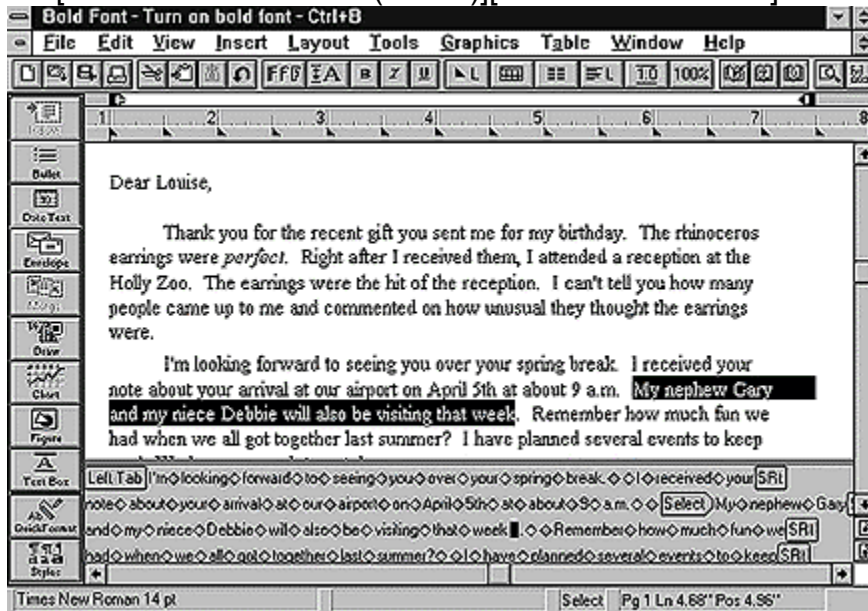 Bold Font - Turn on bold font - Ctrl+B
File Edit View Insert Layout Tools Graphics Table Window Help
100%
1 2 3 4 5 6 7 8
Bullet
Date Text
Envelope
Merge
Draw
Chart
Figure
Text Box
QuickFormat
Styles
Dear Louise,
Thank you for the recent gift you sent me for my birthday. The rhinoceros
earrings were perfect. Right after I received them, I attended a reception at the
Holly Zoo. The earrings were the hit of the reception. I can't tell you how many
people came up to me and commented on how unusual they thought the earrings
were.
I'm looking forward to seeing you over your spring break. I received your
note about your arrival at our airport on April 5th at about 9 a.m. My nephew Gary
and my niece Debbie will also be visiting that week. Remember how much fun we
had when we all got together last summer? I have planned several events to keep
Left Tab I'm◇looking◇forward◇to◇seeing◇you◇over◇your◇spring◇break.◇◇I◇received◇your SRt
note◇about◇your◇arrival◇at◇our◇airport◇on◇April◇5th◇at◇about◇9◇a.m.◇◇Select My◇nephew◇Gary
and◇my◇niece◇Debbie◇will◇also◇be◇visiting◇that◇week.◇◇Remember◇how◇much◇fun◇we SRt
had◇when◇we◇all◇got◇together◇last◇summer?◇◇I◇have◇planned◇several◇events◇to◇keep SRt
Times New Roman 14 pt Select Pg 1 Ln 4.68" Pos 4.96"